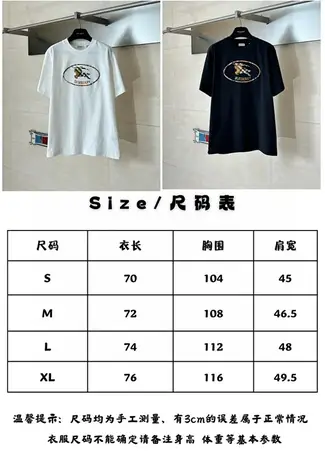 Size/尺码表
尺码 衣长 胸围 肩宽
S 70 104 45
M 72 108 46.5
L 74 112 48
XL 76 116 49.5
温馨提示：尺码均为手工测量、有3cm的误差属于正常情况
衣服尺码不能确定请备注身高 体重等基本参数